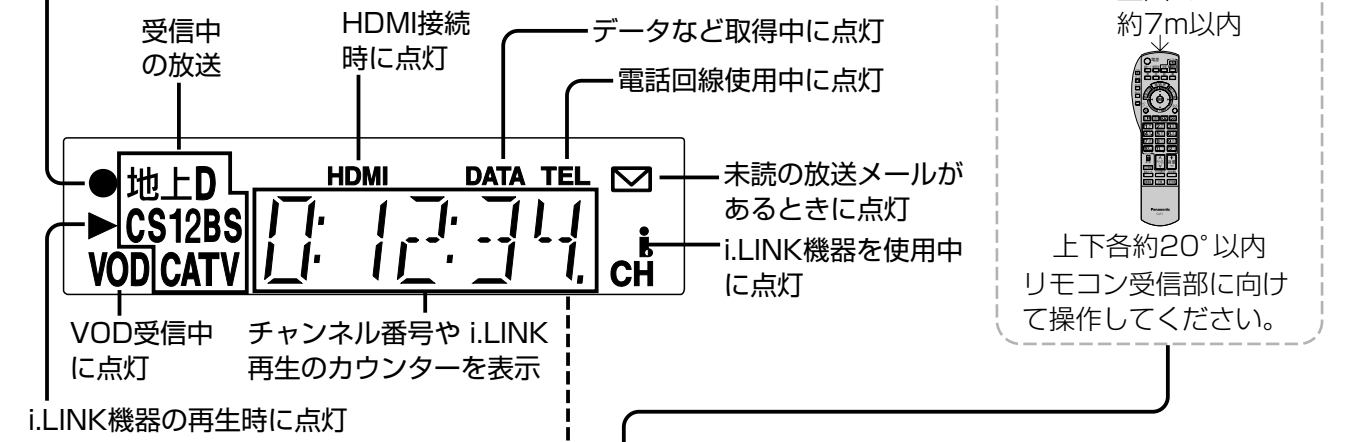 受信中
の放送
HDMI接続
時に点灯
データなど取得中に点灯
電話回線使用中に点灯
約7m以内
地上D
HDMI
DATA TEL
CS12BS
0:12:34.
VOD
CATV
CH
未読の放送メールが
あるときに点灯
i.LINK機器を使用中
に点灯
Panasonic
上下各約20°以内
リモコン受信部に向け
て操作してください。
VOD受信中
に点灯
チャンネル番号や i.LINK
再生のカウンターを表示
i.LINK機器の再生時に点灯